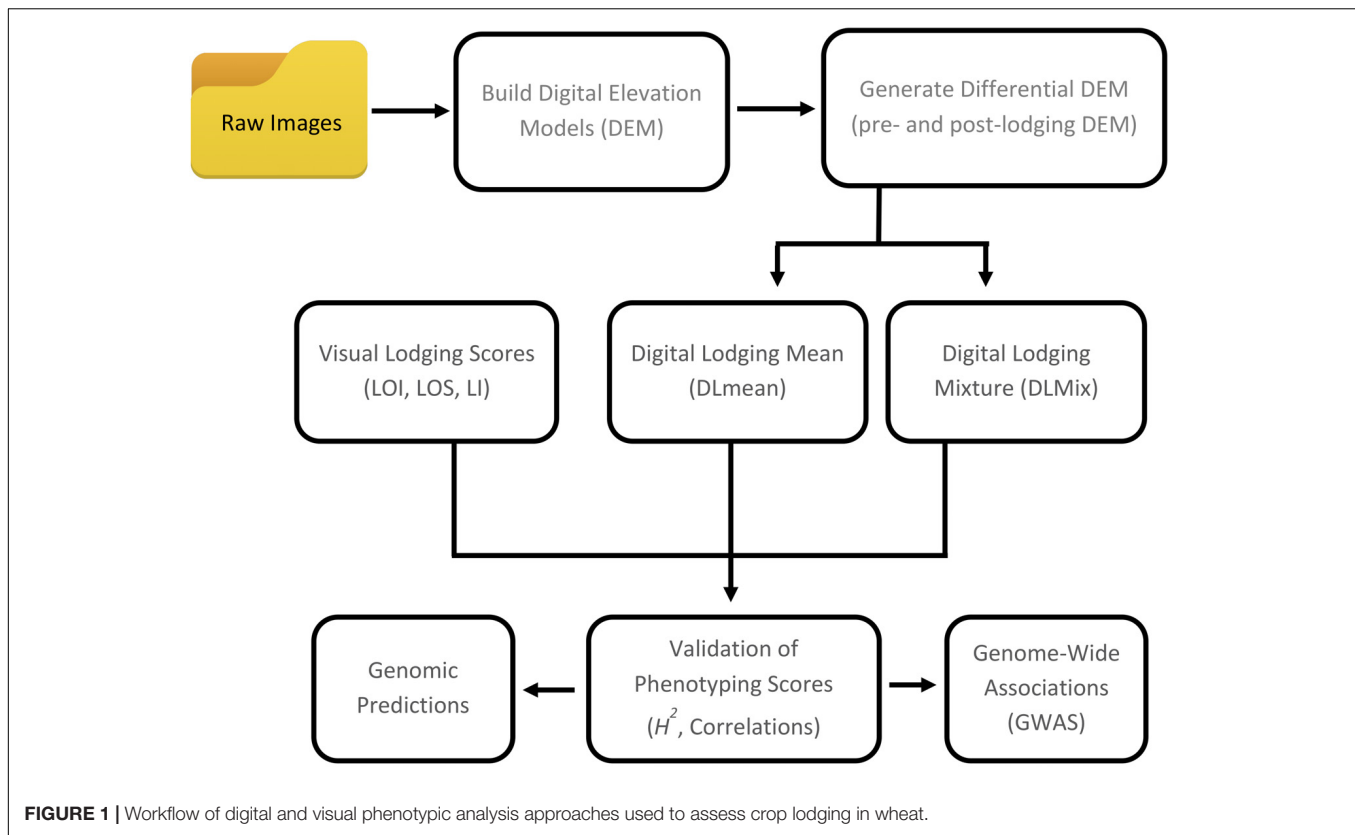 Raw Images
Build Digital Elevation
Models (DEM)
Generate Differential DEM
(pre- and post-lodging DEM)
Visual Lodging Scores
(LOI, LOS, LI)
Digital Lodging Mean
(DLmean)
Digital Lodging
Mixture (DLMix)
Genomic
Predictions
Validation of
Phenotyping Scores
(H², Correlations)
Genome-Wide
Associations
(GWAS)
FIGURE 1 | Workflow of digital and visual phenotypic analysis approaches used to assess crop lodging in wheat.